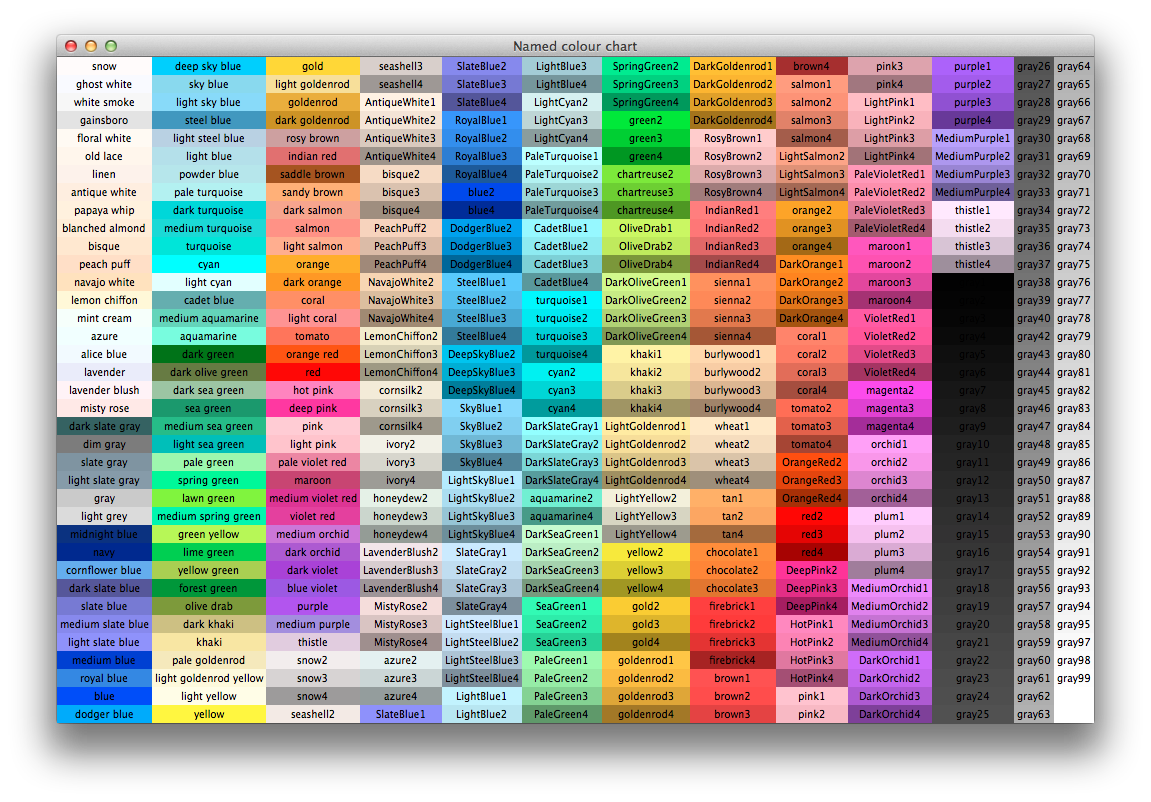 Named colour chart
snow
ghost white
white smoke
gainsboro
floral white
old lace
linen
antique white
papaya whip
blanched almond
bisque
peach puff
navajo white
lemon chiffon
mint cream
azure
alice blue
lavender
lavender blush
misty rose
dark slate gray
dim gray
slate gray
light slate gray
gray
light grey
midnight blue
navy
cornflower blue
dark slate blue
slate blue
medium slate blue
light slate blue
medium blue
royal blue
blue
dodger blue
deep sky blue
sky blue
light sky blue
steel blue
light steel blue
light blue
powder blue
pale turquoise
dark turquoise
medium turquoise
turquoise
cyan
light cyan
cadet blue
medium aquamarine
aquamarine
dark green
dark olive green
dark sea green
sea green
medium sea green
light sea green
pale green
spring green
lawn green
medium spring green
green yellow
lime green
yellow green
forest green
olive drab
dark khaki
khaki
pale goldenrod
light goldenrod yellow
light yellow
yellow
gold
light goldenrod
goldenrod
dark goldenrod
rosy brown
indian red
saddle brown
sandy brown
dark salmon
salmon
light salmon
orange
dark orange
coral
light coral
tomato
orange red
red
hot pink
deep pink
pink
light pink
pale violet red
maroon
medium violet red
violet red
medium orchid
dark orchid
dark violet
blue violet
purple
medium purple
thistle
snow2
snow3
snow4
seashell2
seashell3
seashell4
AntiqueWhite1
AntiqueWhite2
AntiqueWhite3
AntiqueWhite4
bisque2
bisque3
bisque4
PeachPuff2
PeachPuff3
PeachPuff4
NavajoWhite2
NavajoWhite3
NavajoWhite4
LemonChiffon2
LemonChiffon3
LemonChiffon4
cornsilk2
cornsilk3
cornsilk4
ivory2
ivory3
ivory4
honeydew2
honeydew3
honeydew4
LavenderBlush2
LavenderBlush3
LavenderBlush4
MistyRose2
MistyRose3
MistyRose4
azure2
azure3
azure4
SlateBlue1
SlateBlue2
SlateBlue3
SlateBlue4
RoyalBlue1
RoyalBlue2
RoyalBlue3
RoyalBlue4
blue2
blue4
DodgerBlue2
DodgerBlue3
DodgerBlue4
SteelBlue1
SteelBlue2
SteelBlue3
SteelBlue4
DeepSkyBlue2
DeepSkyBlue3
DeepSkyBlue4
SkyBlue1
SkyBlue2
SkyBlue3
SkyBlue4
LightSkyBlue1
LightSkyBlue2
LightSkyBlue3
LightSkyBlue4
SlateGray1
SlateGray2
SlateGray3
SlateGray4
LightSteelBlue1
LightSteelBlue2
LightSteelBlue3
LightSteelBlue4
LightBlue1
LightBlue2
LightBlue3
LightBlue4
LightCyan2
LightCyan3
LightCyan4
PaleTurquoise1
PaleTurquoise2
PaleTurquoise3
PaleTurquoise4
CadetBlue1
CadetBlue2
CadetBlue3
CadetBlue4
turquoise1
turquoise2
turquoise3
turquoise4
cyan2
cyan3
cyan4
DarkSlateGray1
DarkSlateGray2
DarkSlateGray3
DarkSlateGray4
aquamarine2
aquamarine4
DarkSeaGreen1
DarkSeaGreen2
DarkSeaGreen3
DarkSeaGreen4
SeaGreen1
SeaGreen2
SeaGreen3
PaleGreen1
PaleGreen2
PaleGreen3
PaleGreen4
SpringGreen2
SpringGreen3
SpringGreen4
green2
green3
green4
chartreuse2
chartreuse3
chartreuse4
OliveDrab1
OliveDrab2
OliveDrab4
DarkOliveGreen1
DarkOliveGreen2
DarkOliveGreen3
DarkOliveGreen4
khaki1
khaki2
khaki3
khaki4
LightGoldenrod1
LightGoldenrod2
LightGoldenrod3
LightGoldenrod4
LightYellow2
LightYellow3
LightYellow4
yellow2
yellow3
yellow4
gold2
gold3
gold4
goldenrod1
goldenrod2
goldenrod3
goldenrod4
DarkGoldenrod1
DarkGoldenrod2
DarkGoldenrod3
DarkGoldenrod4
RosyBrown1
RosyBrown2
RosyBrown3
RosyBrown4
IndianRed1
IndianRed2
IndianRed3
IndianRed4
sienna1
sienna2
sienna3
sienna4
burlywood1
burlywood2
burlywood3
burlywood4
wheat1
wheat2
wheat3
wheat4
tan1
tan2
tan4
chocolate1
chocolate2
chocolate3
firebrick1
firebrick2
firebrick3
firebrick4
brown1
brown2
brown3
brown4
salmon1
salmon2
salmon3
salmon4
LightSalmon2
LightSalmon3
LightSalmon4
orange2
orange3
orange4
DarkOrange1
DarkOrange2
DarkOrange3
DarkOrange4
coral1
coral2
coral3
coral4
tomato2
tomato3
tomato4
OrangeRed2
OrangeRed3
OrangeRed4
red2
red3
red4
DeepPink2
DeepPink3
DeepPink4
HotPink1
HotPink2
HotPink3
HotPink4
pink1
pink2
pink3
pink4
LightPink1
LightPink2
LightPink3
LightPink4
PaleVioletRed1
PaleVioletRed2
PaleVioletRed3
PaleVioletRed4
maroon1
maroon2
maroon3
maroon4
VioletRed1
VioletRed2
VioletRed3
VioletRed4
magenta2
magenta3
magenta4
orchid1
orchid2
orchid3
orchid4
plum1
plum2
plum3
plum4
MediumOrchid1
MediumOrchid2
MediumOrchid3
MediumOrchid4
DarkOrchid1
DarkOrchid2
DarkOrchid3
DarkOrchid4
purple1
purple2
purple3
purple4
MediumPurple1
MediumPurple2
MediumPurple3
MediumPurple4
thistle1
thistle2
thistle3
thistle4
gray4
gray5
gray6
gray7
gray8
gray9
gray10
gray11
gray12
gray13
gray14
gray15
gray16
gray17
gray18
gray19
gray20
gray21
gray22
gray23
gray24
gray25
gray26
gray27
gray28
gray29
gray30
gray31
gray32
gray33
gray34
gray35
gray36
gray37
gray38
gray39
gray40
gray42
gray43
gray44
gray45
gray46
gray47
gray48
gray49
gray50
gray51
gray52
gray53
gray54
gray55
gray56
gray57
gray58
gray59
gray60
gray61
gray62
gray63
gray64
gray65
gray66
gray67
gray68
gray69
gray70
gray71
gray72
gray73
gray74
gray75
gray76
gray77
gray78
gray79
gray80
gray81
gray82
gray83
gray84
gray85
gray86
gray87
gray88
gray89
gray90
gray91
gray92
gray93
gray94
gray95
gray97
gray98
gray99